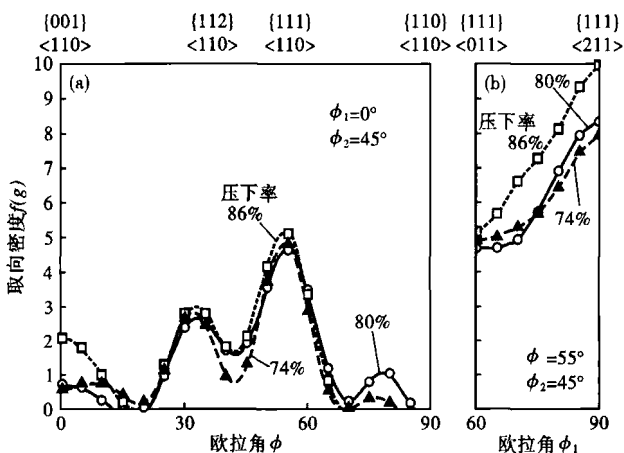 {001} {112} {111} {110} {111} {111}
<110> <110> <110> <110> <011> <211>
10
9
8
7
6
5
4
3
2
1
0
取向密度f(g)
(a)
ϕ₁=0°
ϕ₂=45°
压下率
86%
80%
74%
0 30 60 90
欧拉角ϕ
(b)
80%
压下率
86%
74%
ϕ=55°
ϕ₂=45°
60 90
欧拉角ϕ₁